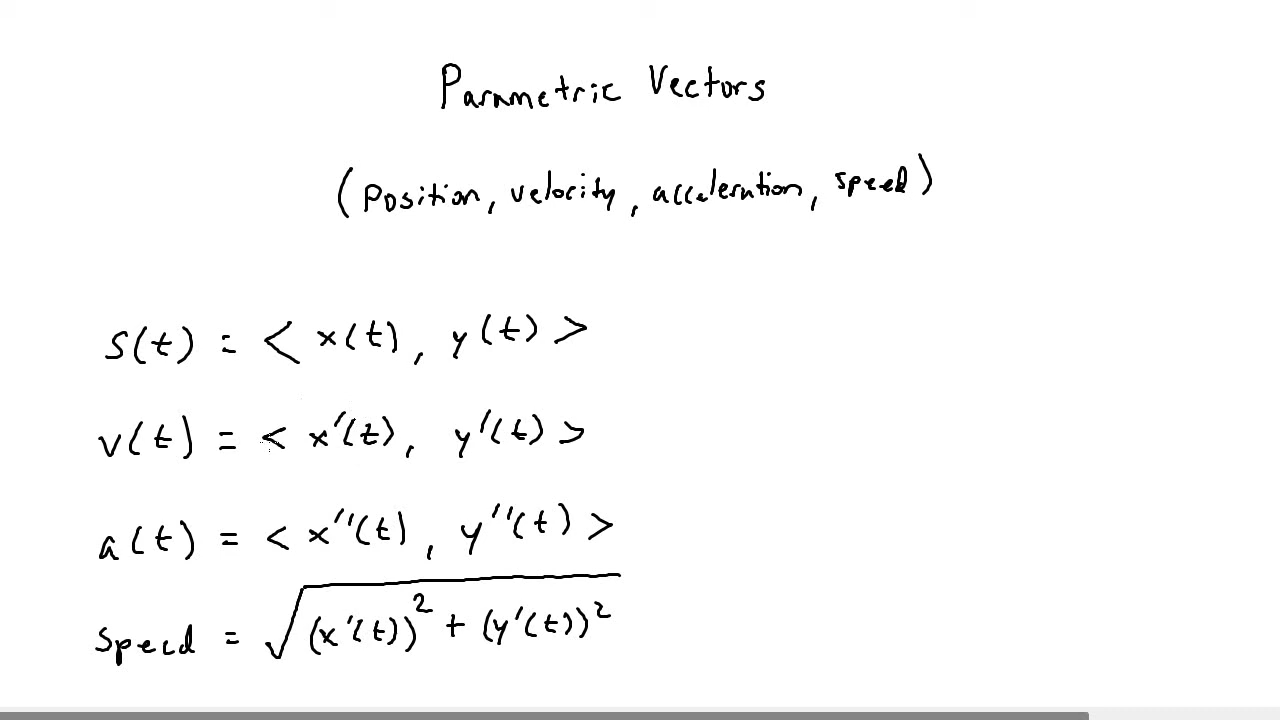 Parametric Vectors
(Position, velocity, acceleration, speed)
s(t) = < x(t), y(t) >
v(t) = < x'(t), y'(t) >
a(t) = < x''(t), y''(t) >
speed = √((x'(t))² + (y'(t))²)